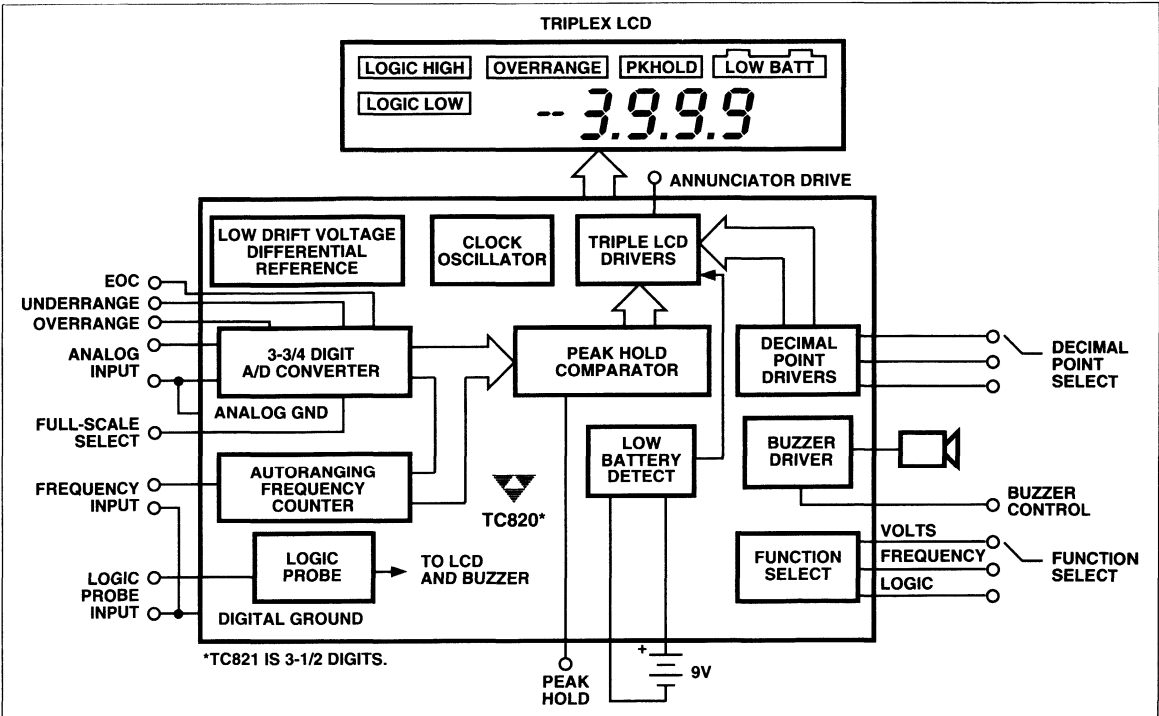 TRIPLEX LCD
LOGIC HIGH
OVERRANGE
PKHOLD
LOW BATT
LOGIC LOW
--3.9.9.9
ANNUNCIATOR DRIVE
LOW DRIFT VOLTAGE
DIFFERENTIAL
REFERENCE
CLOCK
OSCILLATOR
TRIPLE LCD
DRIVERS
EOC
UNDERRANGE
OVERRANGE
ANALOG
INPUT
3-3/4 DIGIT
A/D CONVERTER
PEAK HOLD
COMPARATOR
DECIMAL
POINT
DRIVERS
DECIMAL
POINT
SELECT
ANALOG GND
FULL-SCALE
SELECT
LOW
BATTERY
DETECT
BUZZER
DRIVER
FREQUENCY
INPUT
AUTORANGING
FREQUENCY
COUNTER
TC820*
BUZZER
CONTROL
LOGIC
PROBE
INPUT
LOGIC
PROBE
TO LCD
AND BUZZER
FUNCTION
SELECT
VOLTS
FREQUENCY
LOGIC
FUNCTION
SELECT
DIGITAL GROUND
*TC821 IS 3-1/2 DIGITS.
PEAK
HOLD
+
9V